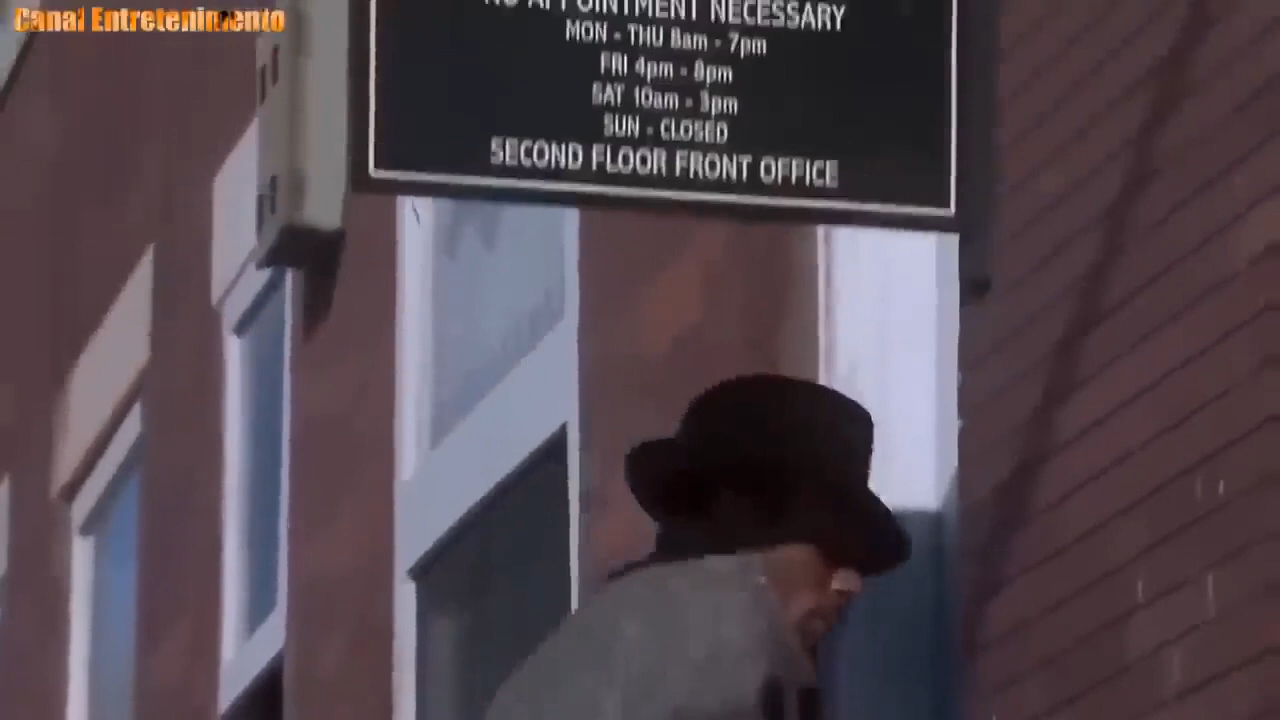 Canal Entretenimento
NO APPOINTMENT NECESSARY
MON - THU 8am - 7pm
FRI 4pm - 8pm
SAT 10am - 3pm
SUN - CLOSED
SECOND FLOOR FRONT OFFICE